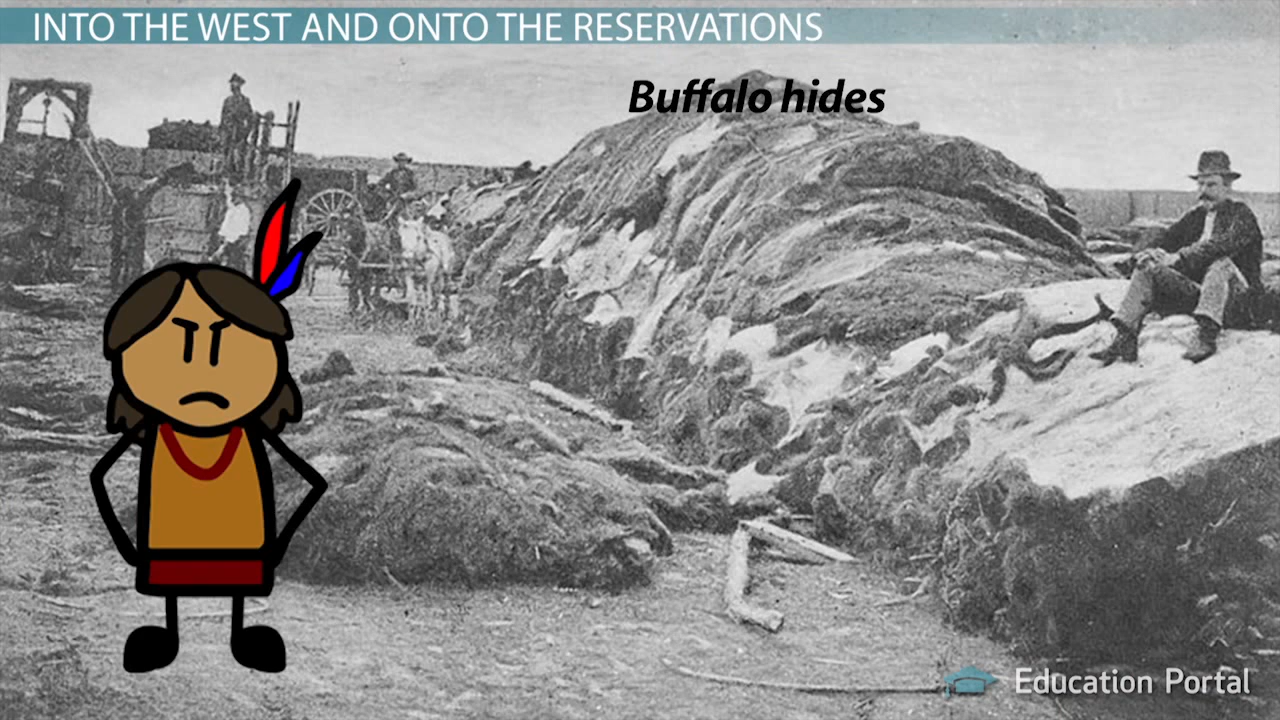 INTO THE WEST AND ONTO THE RESERVATIONS
Buffalo hides
Education Portal